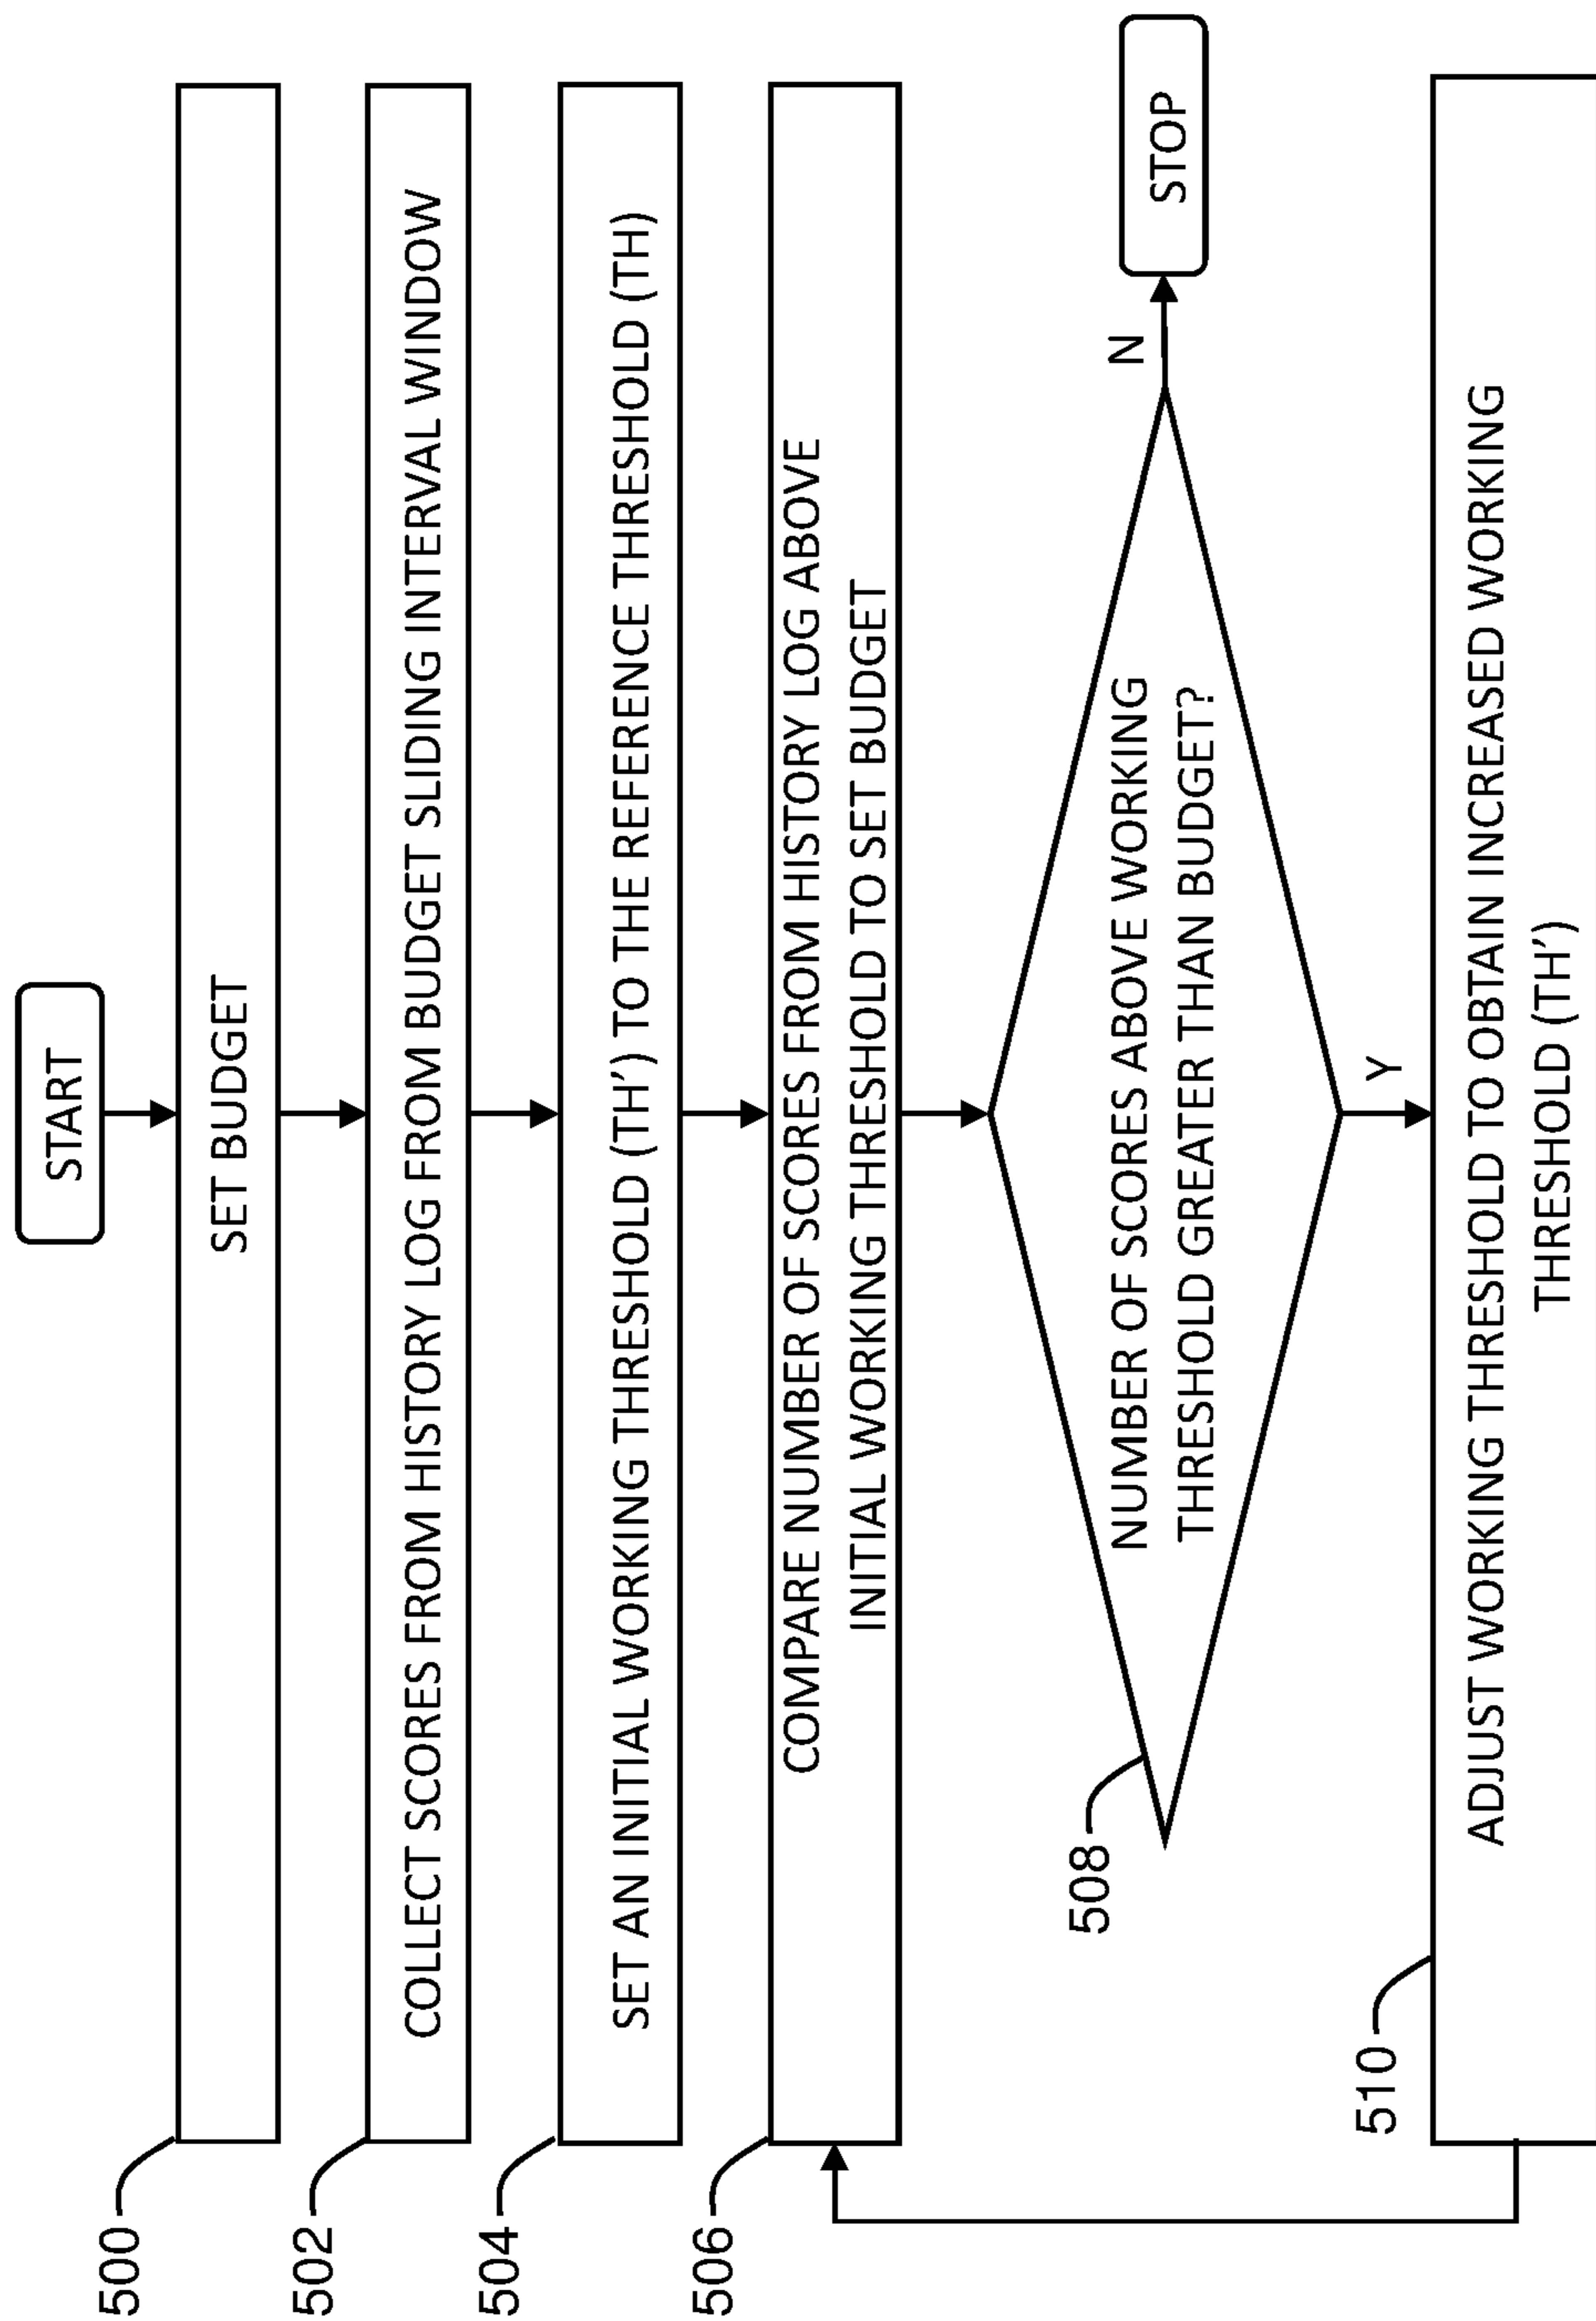 START
500
SET BUDGET
502
COLLECT SCORES FROM HISTORY LOG FROM BUDGET SLIDING INTERVAL WINDOW
504
SET AN INITIAL WORKING THRESHOLD (TH’) TO THE REFERENCE THRESHOLD (TH)
506
COMPARE NUMBER OF SCORES FROM HISTORY LOG ABOVE
INITIAL WORKING THRESHOLD TO SET BUDGET
508
NUMBER OF SCORES ABOVE WORKING
THRESHOLD GREATER THAN BUDGET?
N
STOP
Y
510
ADJUST WORKING THRESHOLD TO OBTAIN INCREASED WORKING
THRESHOLD (TH’)